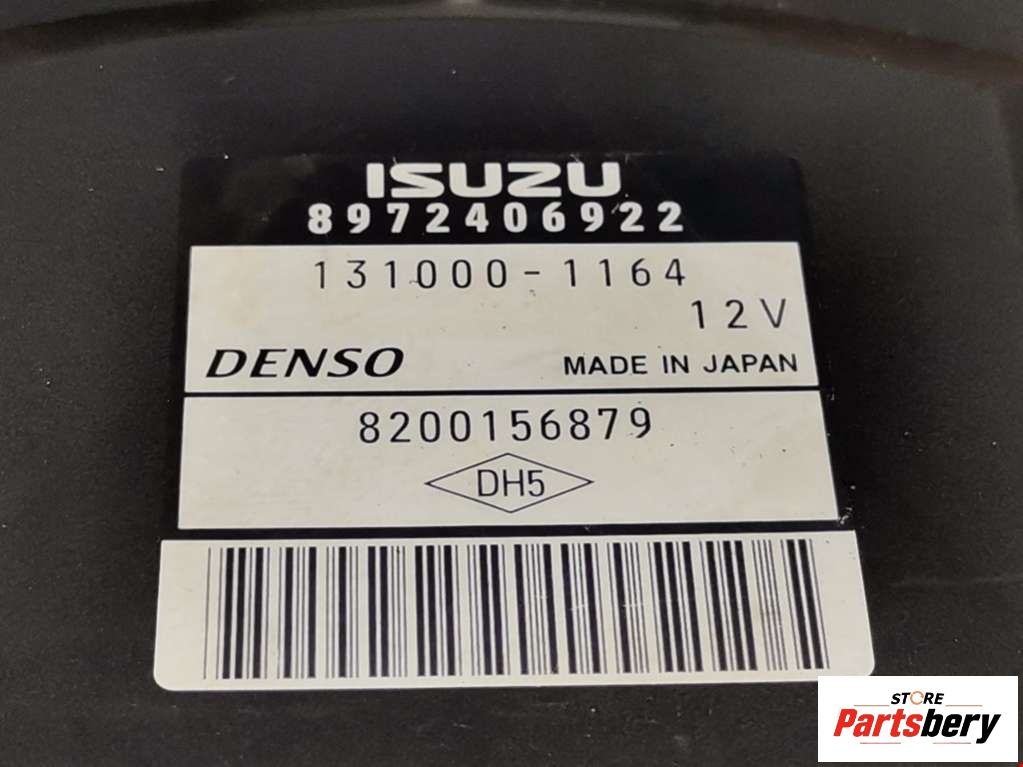 ISUZU
8972406922
131000-1164
12V
DENSO MADE IN JAPAN
8200156879
DH5
STORE
Partsbery